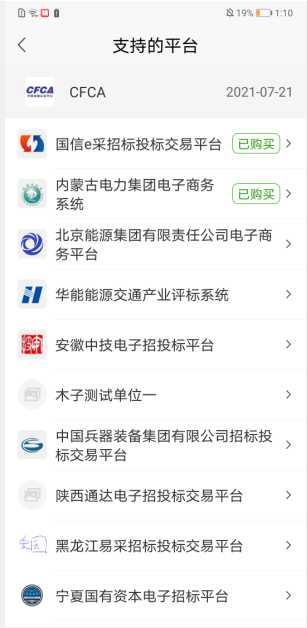 19% 1:10
支持的平台
CFCA CFCA 2021-07-21
国信e采招标投标交易平台 已购买
内蒙古电力集团电子商务
系统 已购买
北京能源集团有限责任公司电子商
务平台
华能能源交通产业评标系统
安徽中技电子招投标平台
木子测试单位一
中国兵器装备集团有限公司招标投
标交易平台
陕西通达电子招投标交易平台
全国 黑龙江易采招标投标交易平台
宁夏国有资本电子招标平台